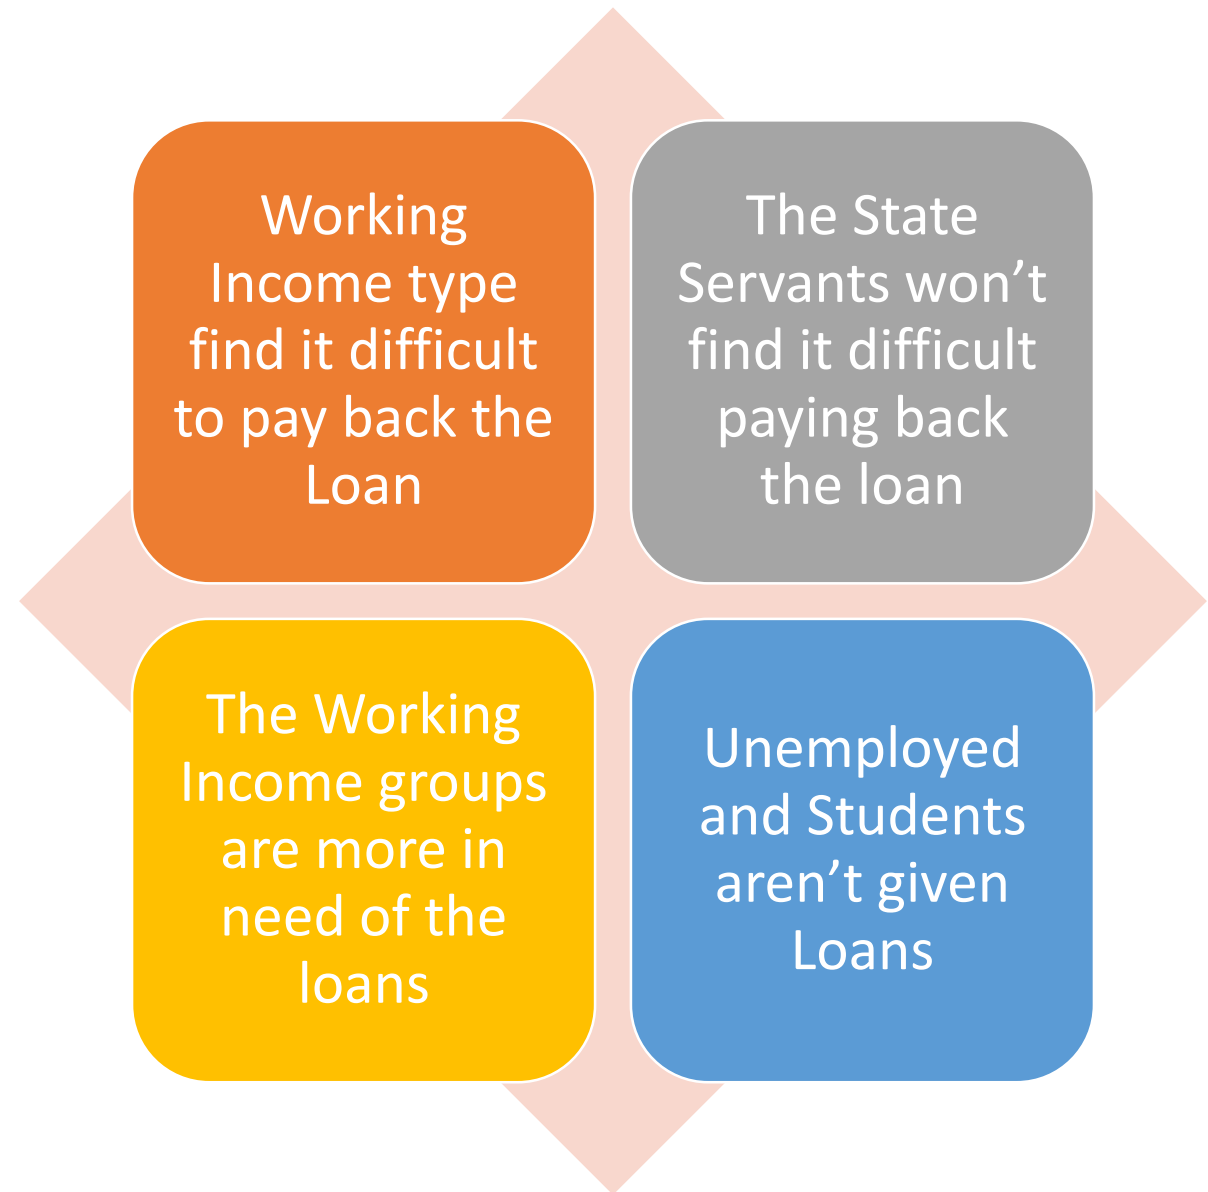 Working
Income type
find it difficult
to pay back the
Loan
The State
Servants won’t
find it difficult
paying back
the loan
The Working
Income groups
are more in
need of the
loans
Unemployed
and Students
aren’t given
Loans